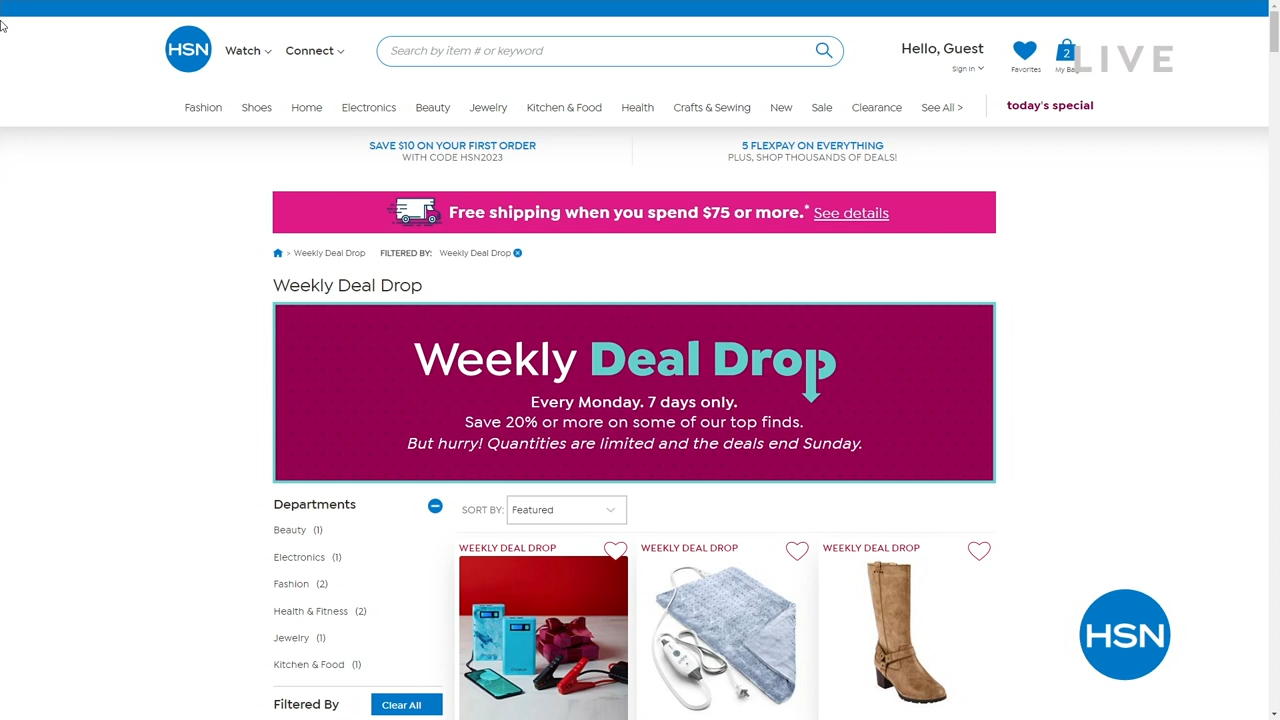 HSN
Watch
Connect
Search by item # or keyword
Hello, Guest
Sign In
Favorites
2
My Bag
LIVE
Fashion
Shoes
Home
Electronics
Beauty
Jewelry
Kitchen & Food
Health
Crafts & Sewing
New
Sale
Clearance
See All >
today's special
SAVE $10 ON YOUR FIRST ORDER
WITH CODE HSN2023
5 FLEXPAY ON EVERYTHING
PLUS, SHOP THOUSANDS OF DEALS!
Free shipping when you spend $75 or more.* See details
> Weekly Deal Drop FILTERED BY: Weekly Deal Drop
Weekly Deal Drop
Weekly Deal Drop
Every Monday. 7 days only.
Save 20% or more on some of our top finds.
But hurry! Quantities are limited and the deals end Sunday.
Departments
Beauty (1)
Electronics (1)
Fashion (2)
Health & Fitness (2)
Jewelry (1)
Kitchen & Food (1)
Filtered By
Clear All
SORT BY: Featured
WEEKLY DEAL DROP
WEEKLY DEAL DROP
WEEKLY DEAL DROP
HSN